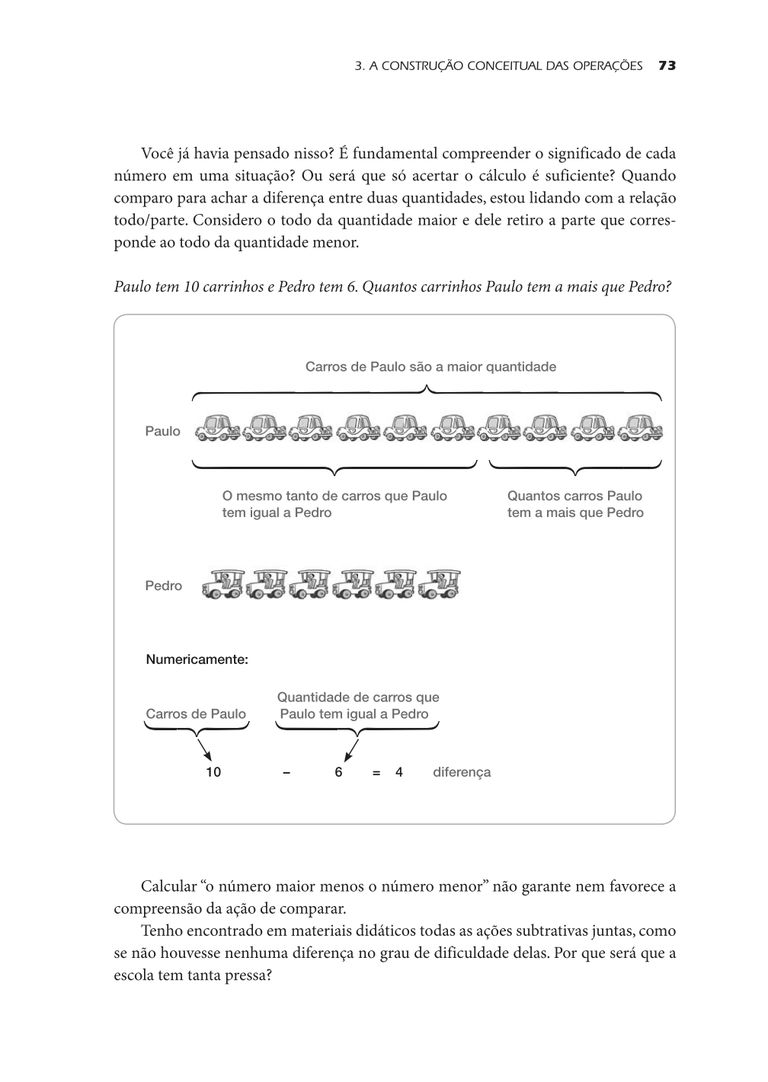 3. A CONSTRUÇÃO CONCEITUAL DAS OPERAÇÕES 73
Você já havia pensado nisso? É fundamental compreender o significado de cada
número em uma situação? Ou será que só acertar o cálculo é suficiente? Quando
comparo para achar a diferença entre duas quantidades, estou lidando com a relação
todo/parte. Considero o todo da quantidade maior e dele retiro a parte que corres-
ponde ao todo da quantidade menor.
Paulo tem 10 carrinhos e Pedro tem 6. Quantos carrinhos Paulo tem a mais que Pedro?
Carros de Paulo são a maior quantidade
Paulo
O mesmo tanto de carros que Paulo
tem igual a Pedro
Quantos carros Paulo
tem a mais que Pedro
Pedro
Numericamente:
Carros de Paulo
Quantidade de carros que
Paulo tem igual a Pedro
10 – 6 = 4 diferença
Calcular “o número maior menos o número menor” não garante nem favorece a
compreensão da ação de comparar.
Tenho encontrado em materiais didáticos todas as ações subtrativas juntas, como
se não houvesse nenhuma diferença no grau de dificuldade delas. Por que será que a
escola tem tanta pressa?